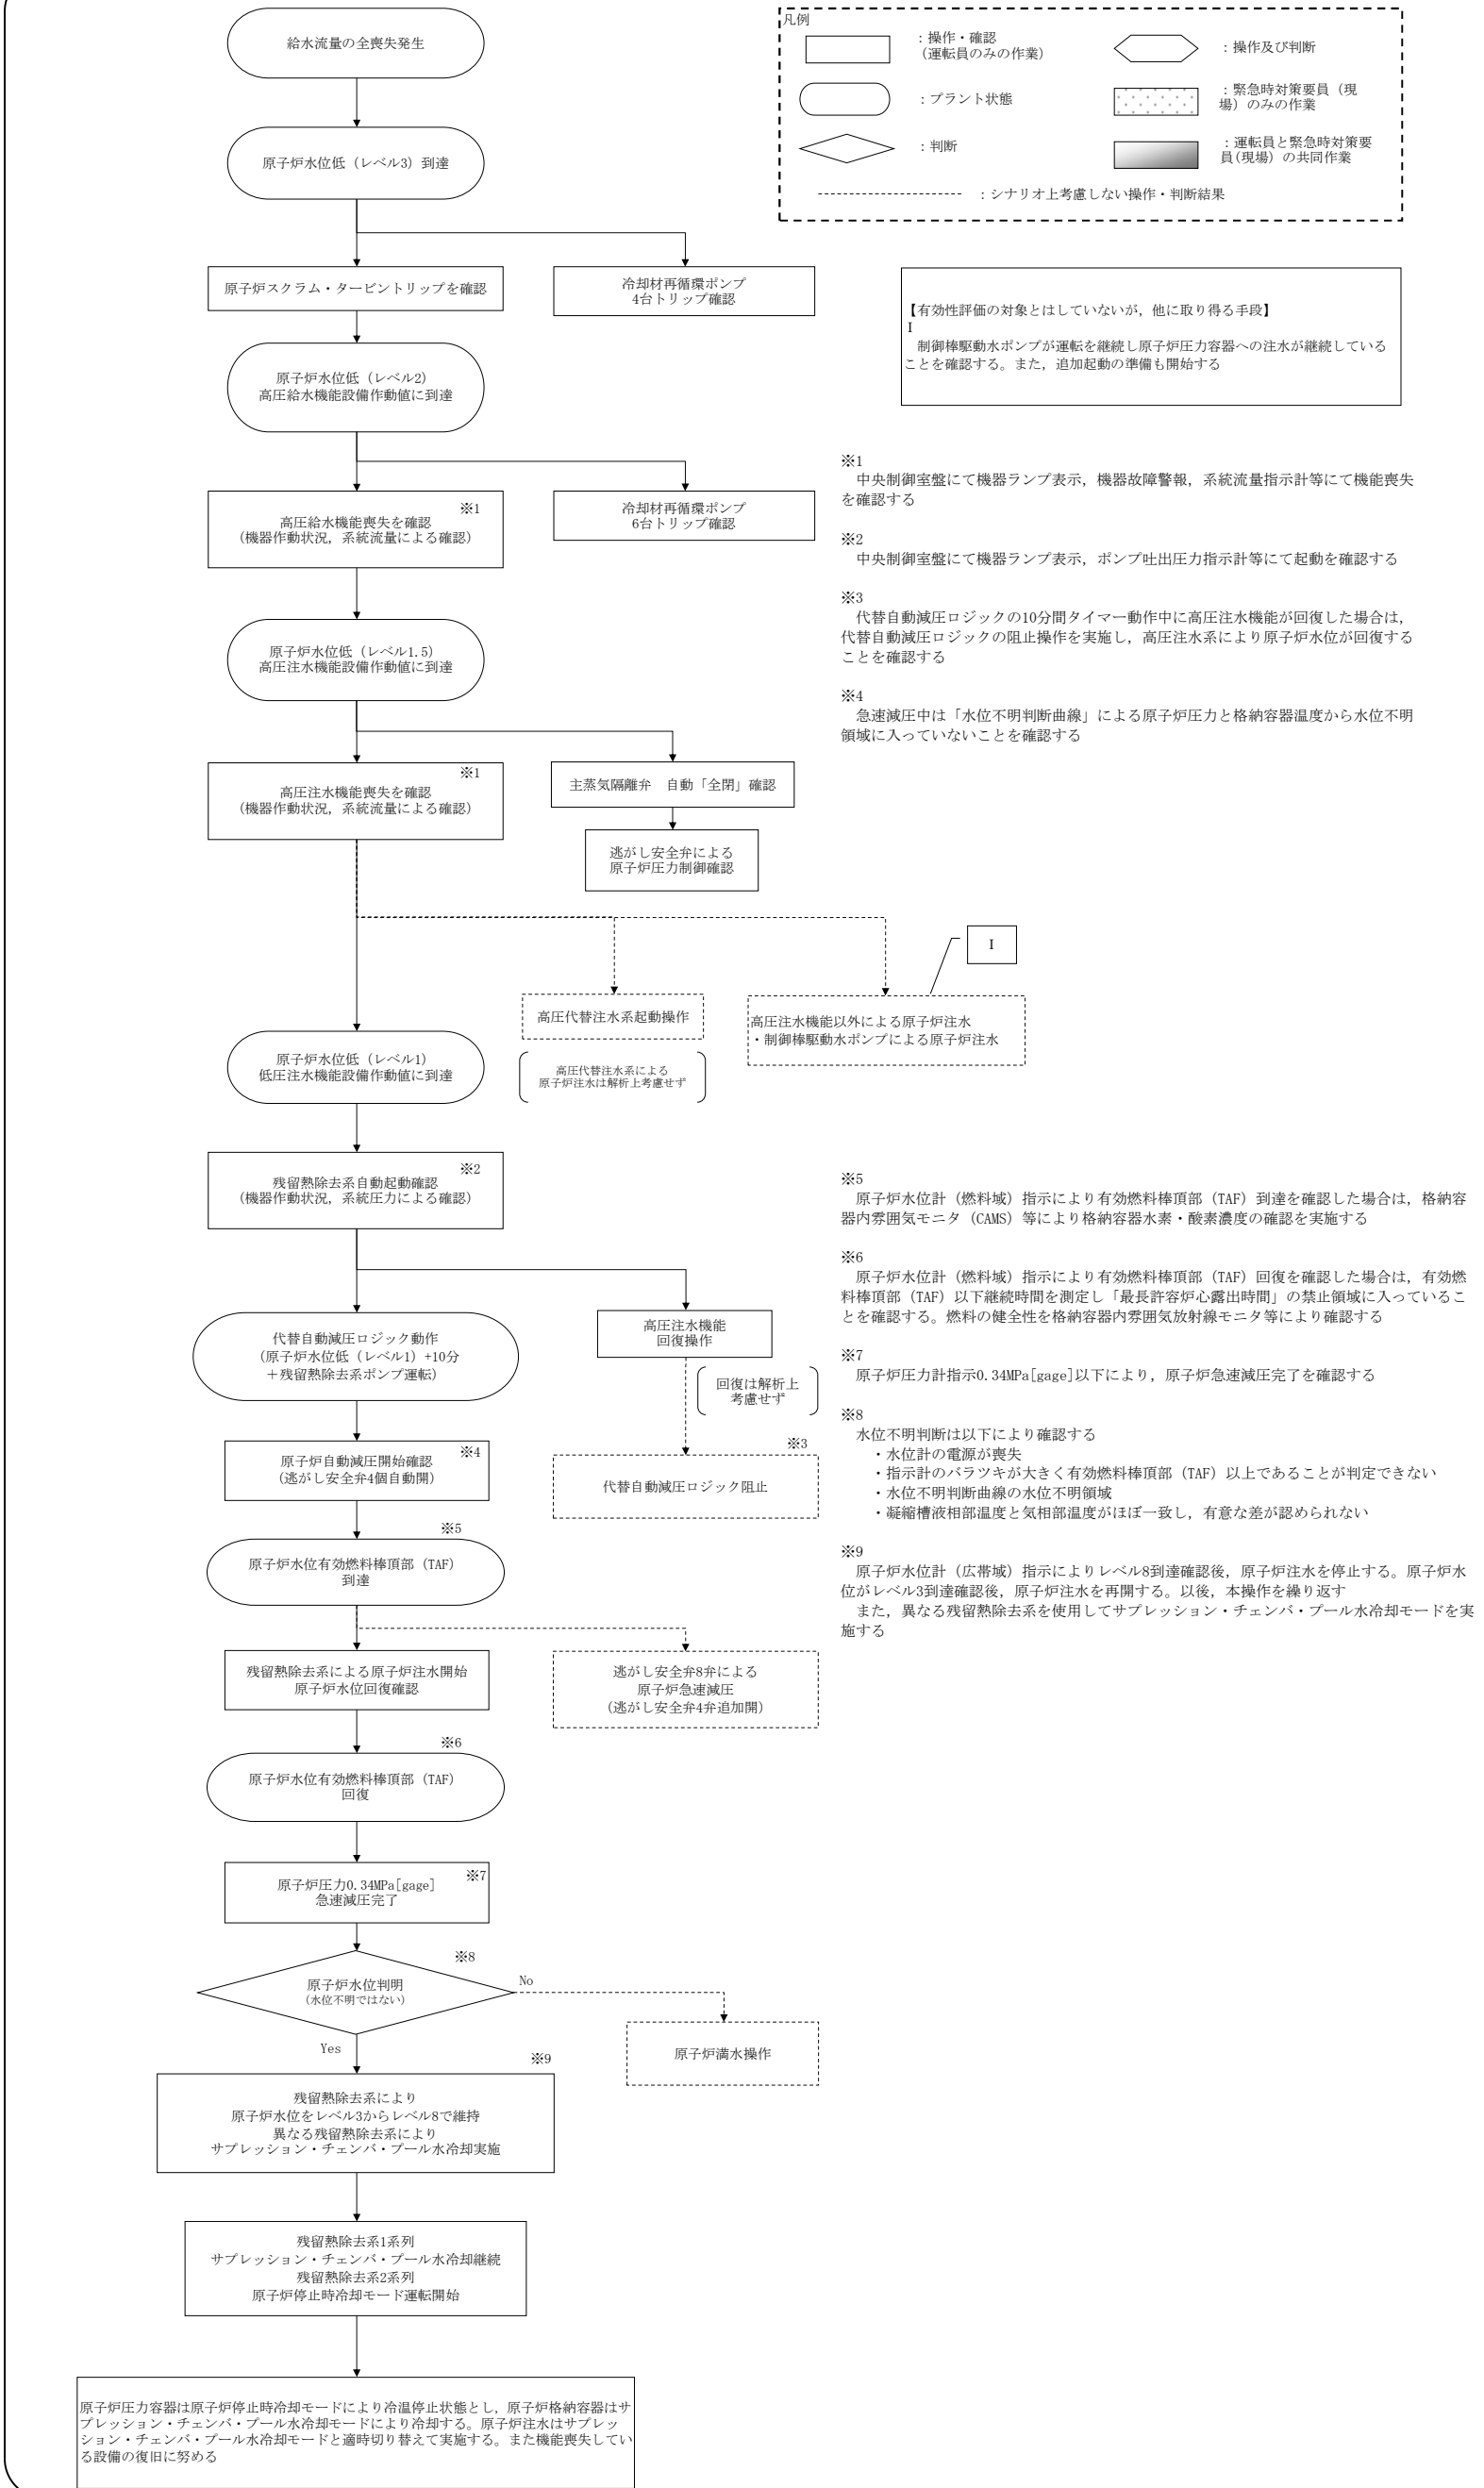 給水流量の全喪失発生
凡例
：操作・確認
（運転員のみの作業）
：操作及び判断
：プラント状態
：緊急時対策要員（現
場）のみの作業
：判断
：運転員と緊急時対策要
員(現場）の共同作業
：シナリオ上考慮しない操作・判断結果
原子炉水位低（レベル3）到達
原子炉スクラム・タービントリップを確認
冷却材再循環ポンプ
4台トリップ確認
【有効性評価の対象とはしていないが，他に取り得る手段】
Ⅰ
制御棒駆動水ポンプが運転を継続し原子炉圧力容器への注水が継続している
ことを確認する。また，追加起動の準備も開始する
原子炉水位低（レベル2）
高圧給水機能設備作動値に到達
※1
高圧給水機能喪失を確認
（機器作動状況，系統流量による確認）
冷却材再循環ポンプ
6台トリップ確認
※1
中央制御室盤にて機器ランプ表示，機器故障警報，系統流量指示計等にて機能喪失
を確認する
※2
中央制御室盤にて機器ランプ表示，ポンプ吐出圧力指示計等にて起動を確認する
※3
代替自動減圧ロジックの10分間タイマー動作中に高圧注水機能が回復した場合は，
代替自動減圧ロジックの阻止操作を実施し，高圧注水系により原子炉水位が回復する
ことを確認する
※4
急速減圧中は「水位不明判断曲線」による原子炉圧力と格納容器温度から水位不明
領域に入っていないことを確認する
原子炉水位低（レベル1.5）
高圧注水機能設備作動値に到達
※1
高圧注水機能喪失を確認
（機器作動状況，系統流量による確認）
主蒸気隔離弁　自動「全閉」確認
逃がし安全弁による
原子炉圧力制御確認
Ⅰ
高圧代替注水系起動操作
高圧代替注水系による
原子炉注水は解析上考慮せず
高圧注水機能以外による原子炉注水
・制御棒駆動水ポンプによる原子炉注水
原子炉水位低（レベル1）
低圧注水機能設備作動値に到達
※2
残留熱除去系自動起動確認
（機器作動状況，系統圧力による確認）
代替自動減圧ロジック動作
（原子炉水位低（レベル1）+10分
＋残留熱除去系ポンプ運転）
高圧注水機能
回復操作
回復は解析上
考慮せず
※3
代替自動減圧ロジック阻止
※4
原子炉自動減圧開始確認
（逃がし安全弁4個自動開）
※5
原子炉水位有効燃料棒頂部（TAF）
到達
残留熱除去系による原子炉注水開始
原子炉水位回復確認
逃がし安全弁8弁による
原子炉急速減圧
（逃がし安全弁4弁追加開）
※6
原子炉水位有効燃料棒頂部（TAF）
回復
※7
原子炉圧力0.34MPa[gage]
急速減圧完了
※8
原子炉水位判明
（水位不明ではない）
No
原子炉満水操作
Yes
※9
残留熱除去系により
原子炉水位をレベル3からレベル8で維持
異なる残留熱除去系により
サプレッション・チェンバ・プール水冷却実施
残留熱除去系1系列
サプレッション・チェンバ・プール水冷却継続
残留熱除去系2系列
原子炉停止時冷却モード運転開始
原子炉圧力容器は原子炉停止時冷却モードにより冷温停止状態とし，原子炉格納容器はサ
プレッション・チェンバ・プール水冷却モードにより冷却する。原子炉注水はサプレッ
ション・チェンバ・プール水冷却モードと適時切り替えて実施する。また機能喪失してい
る設備の復旧に努める
※5
原子炉水位計（燃料域）指示により有効燃料棒頂部（TAF）到達を確認した場合は，格納容
器内雰囲気モニタ（CAMS）等により格納容器水素・酸素濃度の確認を実施する
※6
原子炉水位計（燃料域）指示により有効燃料棒頂部（TAF）回復を確認した場合は，有効燃
料棒頂部（TAF）以下継続時間を測定し「最長許容炉心露出時間」の禁止領域に入っているこ
とを確認する。燃料の健全性を格納容器内雰囲気放射線モニタ等により確認する
※7
原子炉圧力計指示0.34MPa[gage]以下により，原子炉急速減圧完了を確認する
※8
水位不明判断は以下により確認する
・水位計の電源が喪失
・指示計のバラツキが大きく有効燃料棒頂部（TAF）以上であることが判定できない
・水位不明判断曲線の水位不明領域
・凝縮槽液相部温度と気相部温度がほぼ一致し，有意な差が認められない
※9
原子炉水位計（広帯域）指示によりレベル8到達確認後，原子炉注水を停止する。原子炉水
位がレベル3到達確認後，原子炉注水を再開する。以後，本操作を繰り返す
また，異なる残留熱除去系を使用してサプレッション・チェンバ・プール水冷却モードを実
施する